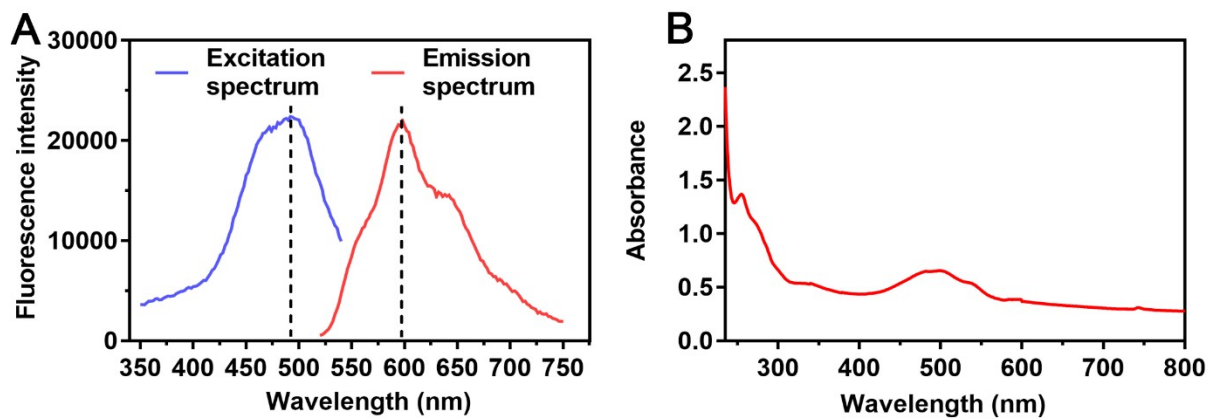 A
30000
20000
10000
0
Fluorescence intensity
Excitation
spectrum
Emission
spectrum
350 400 450 500 550 600 650 700 750
Wavelength (nm)
B
2.5
2.0
1.5
1.0
0.5
0.0
Absorbance
300 400 500 600 700 800
Wavelength (nm)